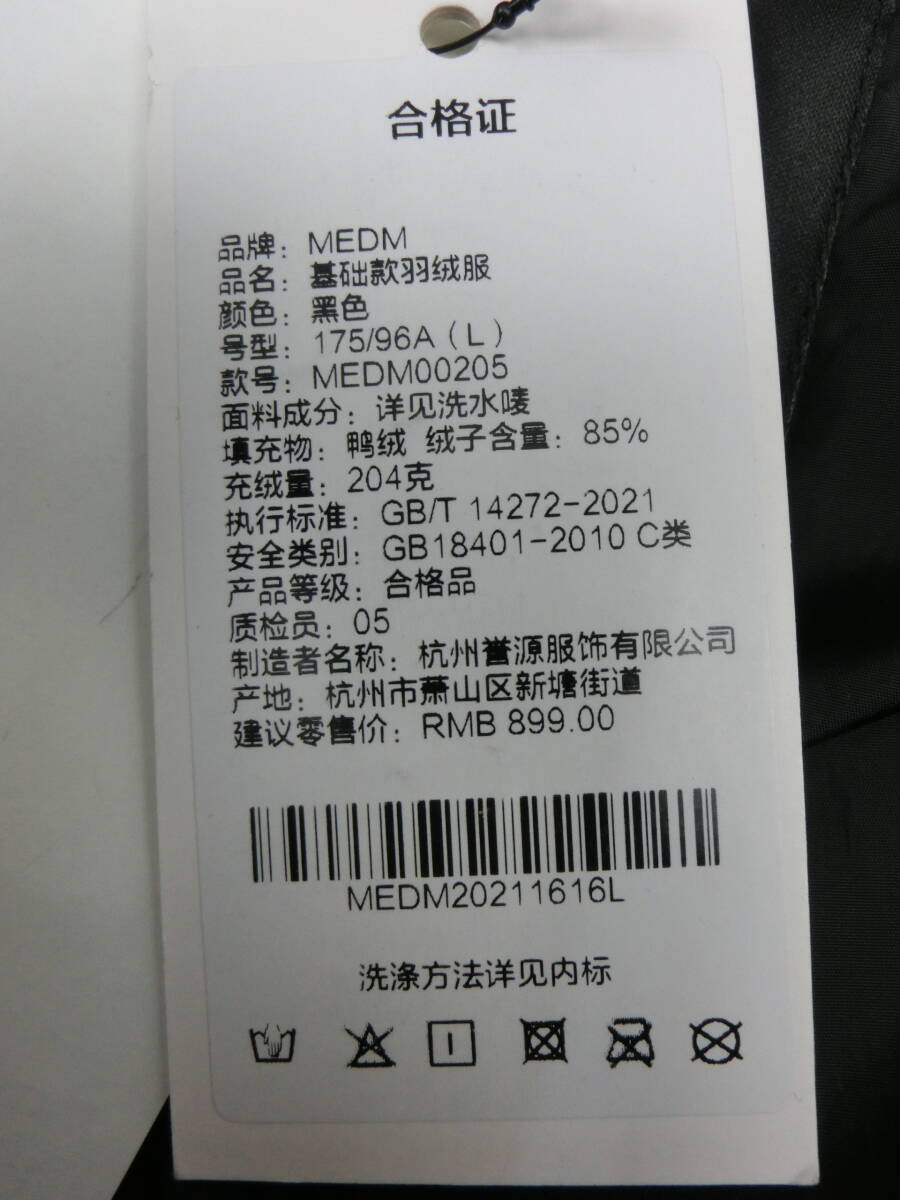 合格证
品牌：MEDM
品名：基础款羽绒服
颜色：黑色
号型：175/96A（L）
款号：MEDM00205
面料成分：详见洗水唛
填充物：鸭绒 绒子含量：85%
充绒量：204克
执行标准：GB/T 14272-2021
安全类别：GB18401-2010 C类
产品等级：合格品
质检员：05
制造者名称：杭州誉源服饰有限公司
产地：杭州市萧山区新塘街道
建议零售价：RMB 899.00
MEDM20211616L
洗涤方法详见内标